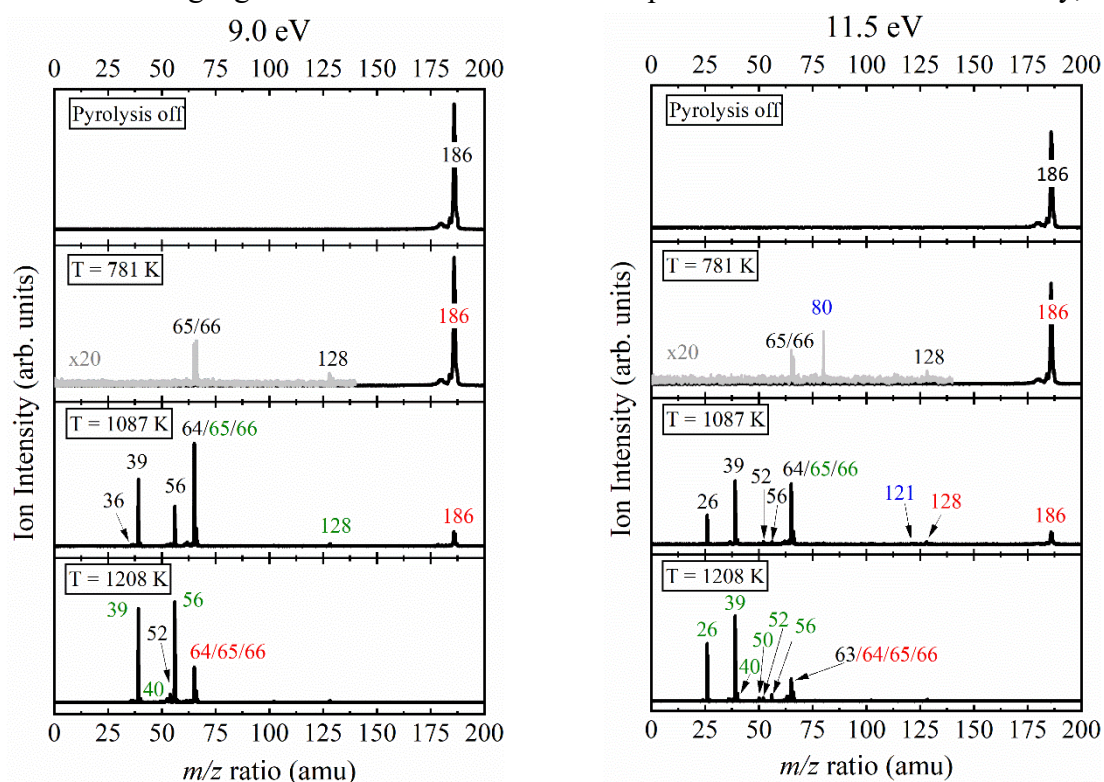 9.0 eV
0 25 50 75 100 125 150 175 200
Pyrolysis off
186
T = 781 K
186
65/66
x20
128
T = 1087 K
64/65/66
39
36
56
128
186
T = 1208 K
39
56
52
40
64/65/66
0 25 50 75 100 125 150 175 200
m/z ratio (amu)
Ion Intensity (arb. units)
11.5 eV
0 25 50 75 100 125 150 175 200
Pyrolysis off
186
T = 781 K
186
80
65/66
x20
128
T = 1087 K
64/65/66
39
52
56
26
121
128
186
T = 1208 K
39
26
52
50
56
40
63/64/65/66
0 25 50 75 100 125 150 175 200
m/z ratio (amu)
Ion Intensity (arb. units)